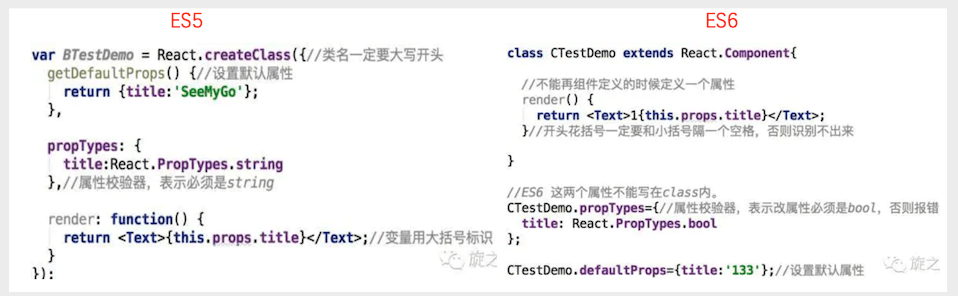 ES5
var BTestDemo = React.createClass({//类名一定要大写开头
getDefaultProps() {//设置默认属性
return {title:'SeeMyGo'};
},
propTypes: {
title:React.PropTypes.string
},//属性校验器，表示必须是string
render: function() {
return <Text>{this.props.title}</Text>;//变量用大括号标识
}
});
旋之
ES6
class CTestDemo extends React.Component{
//不能再组件定义的时候定义一个属性
render() {
return <Text>1{this.props.title}</Text>;
}//开头花括号一定要和小括号隔一个空格，否则识别不出来
}
//ES6 这两个属性不能写在class内。
CTestDemo.propTypes={//属性校验器，表示改属性必须是bool，否则报错
title: React.PropTypes.bool
};
CTestDemo.defaultProps={title:'133'};//设置默认属性
旋之